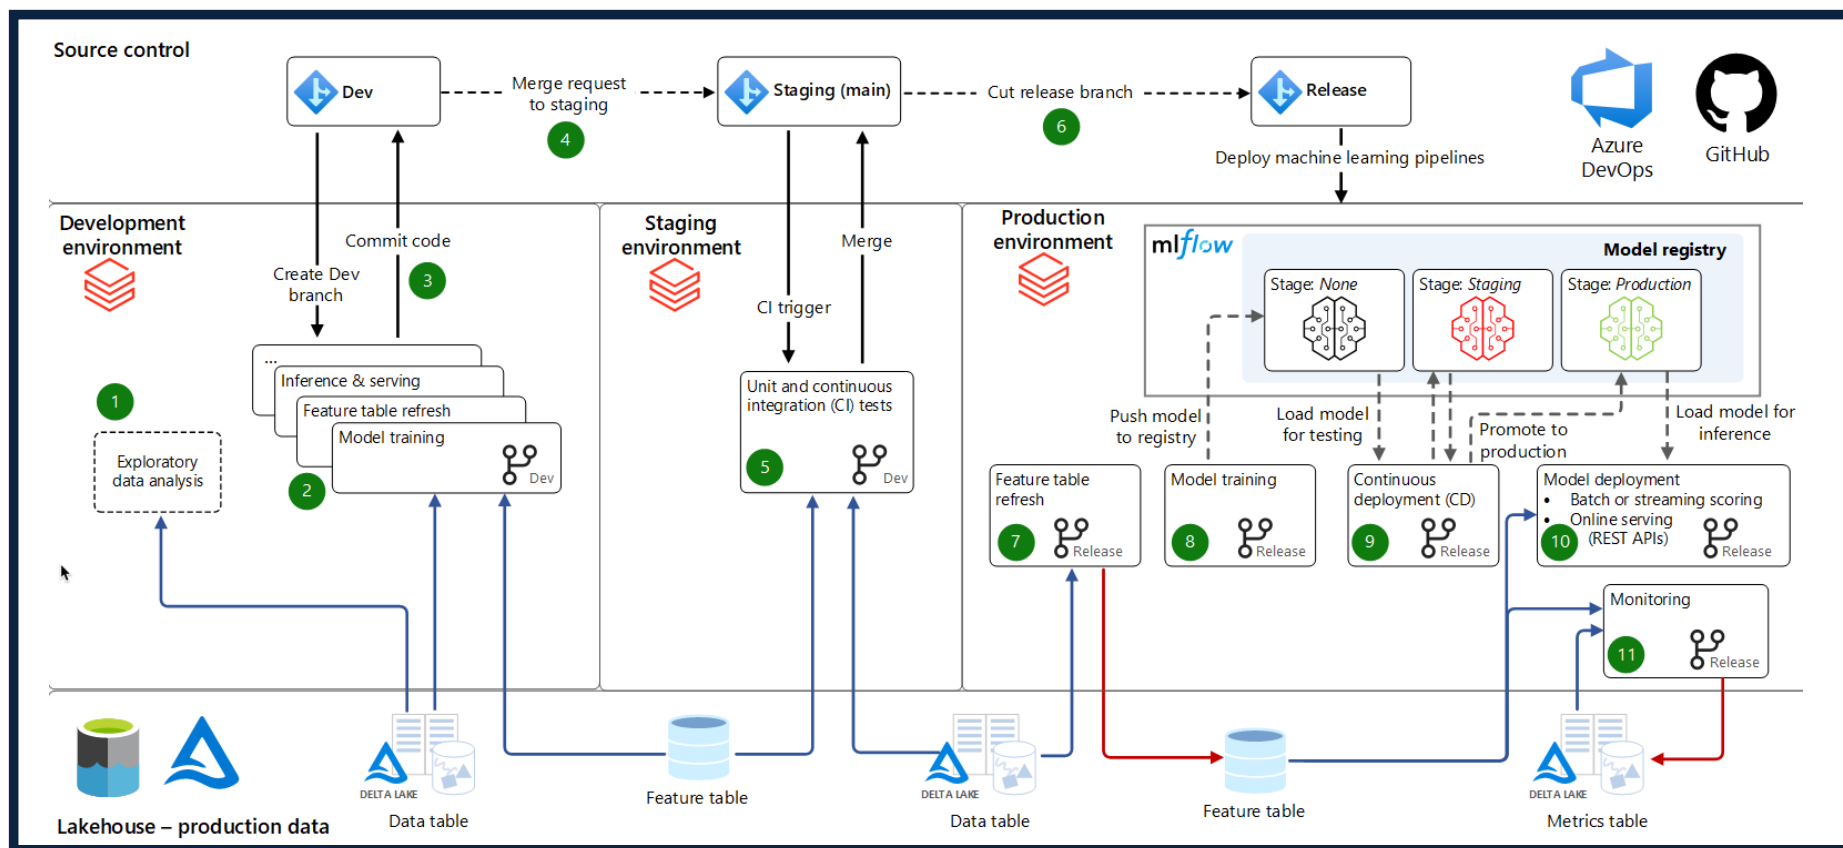 Source control
Dev
Merge request
to staging
4
Staging (main)
Cut release branch
6
Release
Deploy machine learning pipelines
Azure
DevOps
GitHub
Development
environment
Commit code
3
Create Dev
branch
...
Inference & serving
Feature table refresh
Model training
Dev
1
Exploratory
data analysis
2
Staging
environment
CI trigger
Merge
Unit and continuous
integration (CI) tests
5
Dev
Production
environment
mlflow
Model registry
Stage: None
Stage: Staging
Stage: Production
Push model
to registry
Load model
for testing
Promote to
production
Load model for
inference
Feature table
refresh
7
Release
Model training
8
Release
Continuous
deployment (CD)
9
Release
Model deployment
• Batch or streaming scoring
• Online serving
(REST APIs)
10
Release
Monitoring
11
Release
Lakehouse – production data
DELTA LAKE
Data table
Feature table
DELTA LAKE
Data table
Feature table
DELTA LAKE
Metrics table